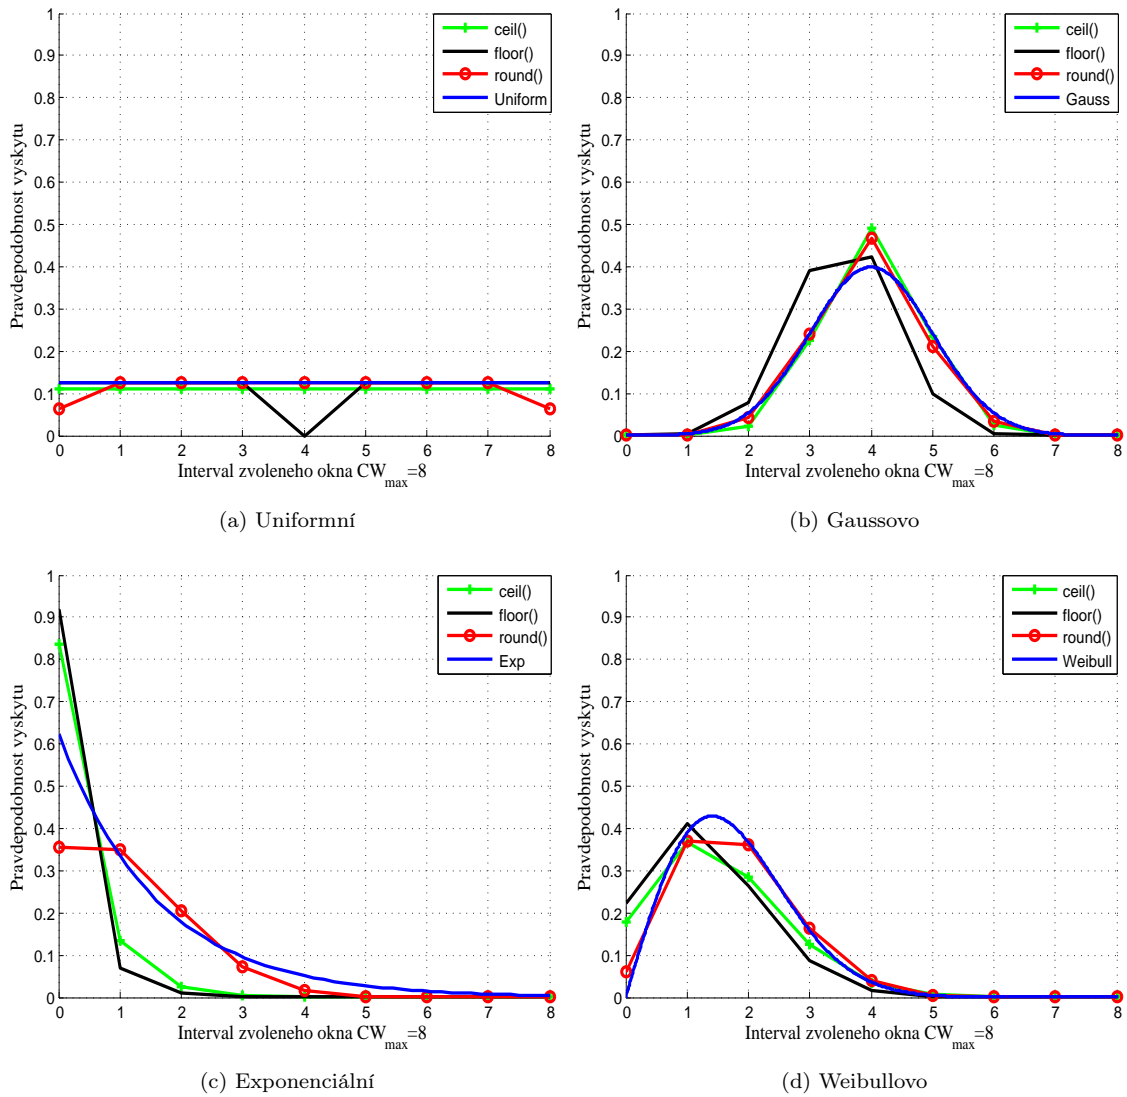 Pravdepodobnost vyskytu
1
0.9
0.8
0.7
0.6
0.5
0.4
0.3
0.2
0.1
0
0 1 2 3 4 5 6 7 8
Interval zvoleneho okna CWmax=8
ceil()
floor()
round()
Uniform
(a) Uniformní
Pravdepodobnost vyskytu
1
0.9
0.8
0.7
0.6
0.5
0.4
0.3
0.2
0.1
0
0 1 2 3 4 5 6 7 8
Interval zvoleneho okna CWmax=8
ceil()
floor()
round()
Gauss
(b) Gaussovo
Pravdepodobnost vyskytu
1
0.9
0.8
0.7
0.6
0.5
0.4
0.3
0.2
0.1
0
0 1 2 3 4 5 6 7 8
Interval zvoleneho okna CWmax=8
ceil()
floor()
round()
Exp
(c) Exponenciální
Pravdepodobnost vyskytu
1
0.9
0.8
0.7
0.6
0.5
0.4
0.3
0.2
0.1
0
0 1 2 3 4 5 6 7 8
Interval zvoleneho okna CWmax=8
ceil()
floor()
round()
Weibull
(d) Weibullovo